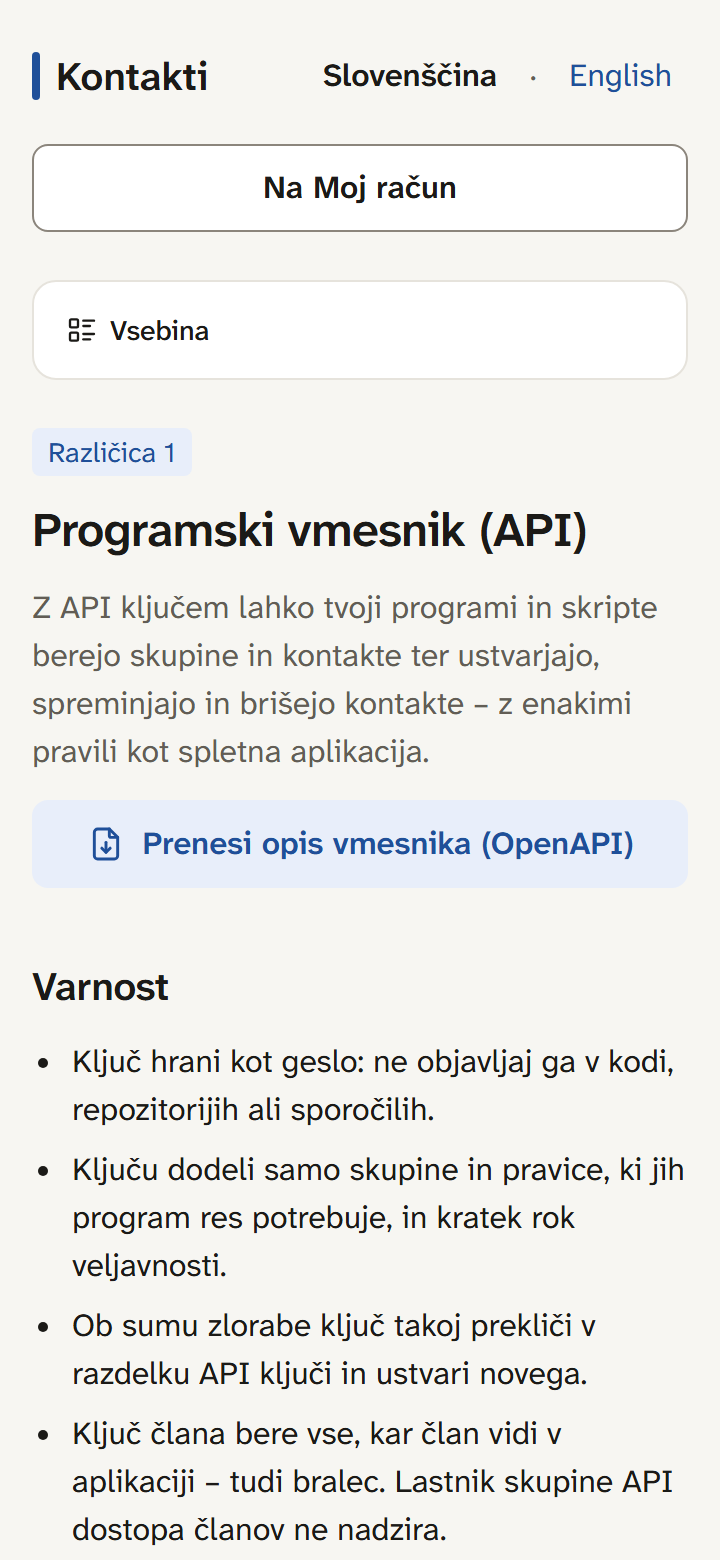 Kontakti
Slovenščina · English
Na Moj račun
Vsebina
Različica 1
Programski vmesnik (API)
Z API ključem lahko tvoji programi in skripte
berejo skupine in kontakte ter ustvarjajo,
spreminjajo in brišejo kontakte – z enakimi
pravili kot spletna aplikacija.
Prenesi opis vmesnika (OpenAPI)
Varnost
• Ključ hrani kot geslo: ne objavljaj ga v kodi,
repozitorijih ali sporočilih.
• Ključu dodeli samo skupine in pravice, ki jih
program res potrebuje, in kratek rok
veljavnosti.
• Ob sumu zlorabe ključ takoj prekliči v
razdelku API ključi in ustvari novega.
• Ključ člana bere vse, kar član vidi v
aplikaciji – tudi bralec. Lastnik skupine API
dostopa članov ne nadzira.